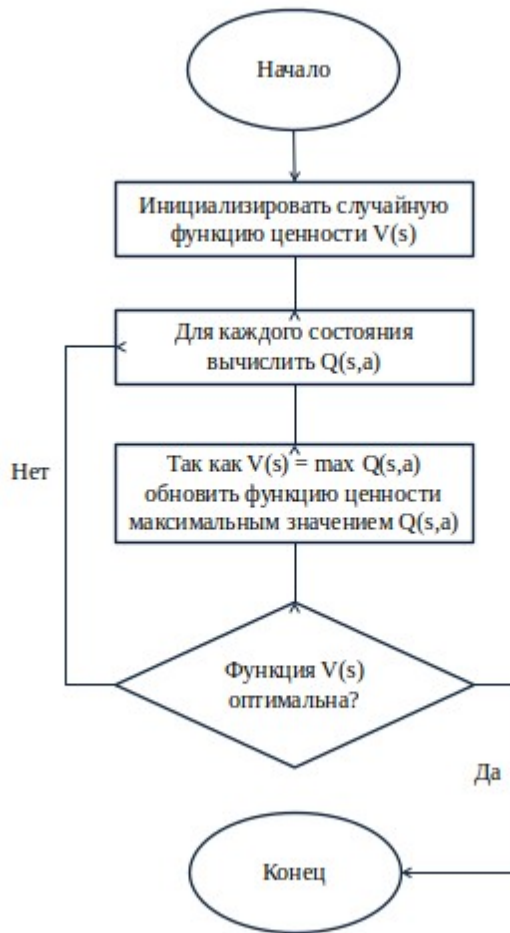 Начало
Инициализировать случайную
функцию ценности V(s)
Для каждого состояния
вычислить Q(s,a)
Так как V(s) = max Q(s,a)
обновить функцию ценности
максимальным значением Q(s,a)
Нет
Функция V(s)
оптимальна?
Да
Конец